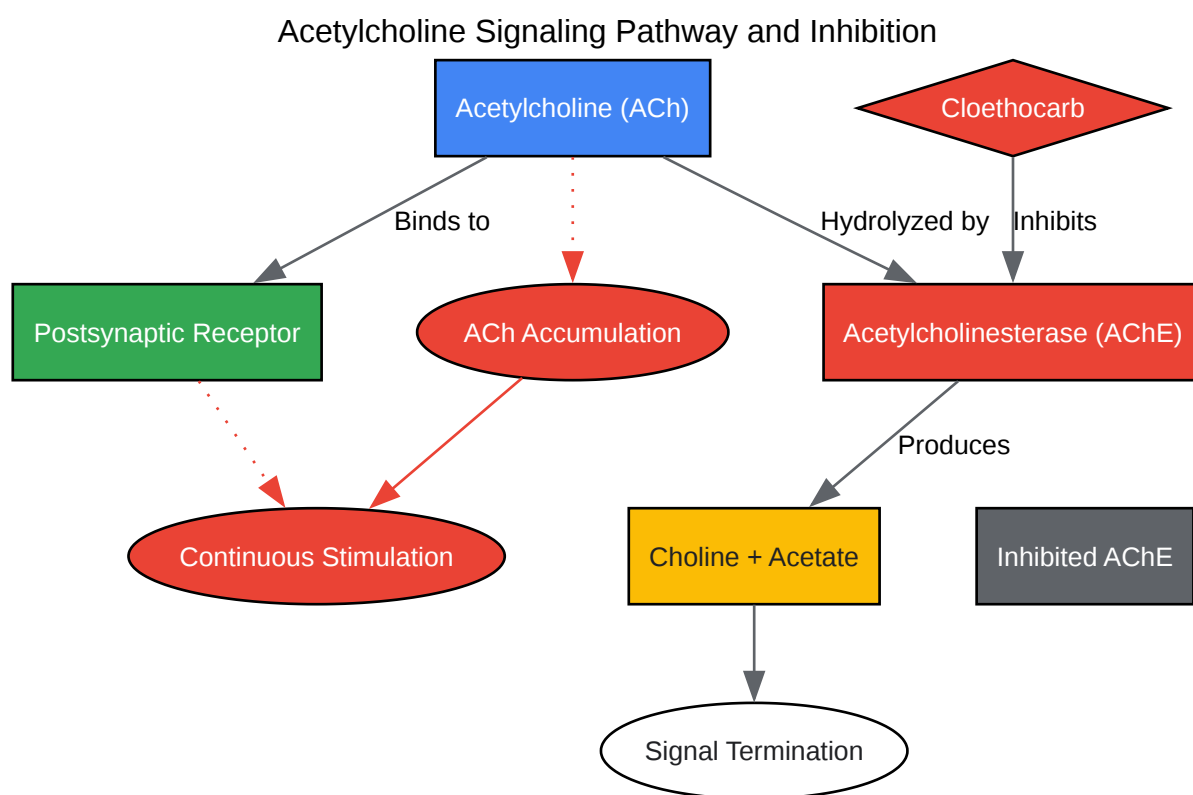 Acetylcholine Signaling Pathway and Inhibition
Acetylcholine (ACh)
Cloethocarb
Binds to
Hydrolyzed by
Inhibits
Postsynaptic Receptor
ACh Accumulation
Acetylcholinesterase (AChE)
Produces
Continuous Stimulation
Choline + Acetate
Inhibited AChE
Signal Termination